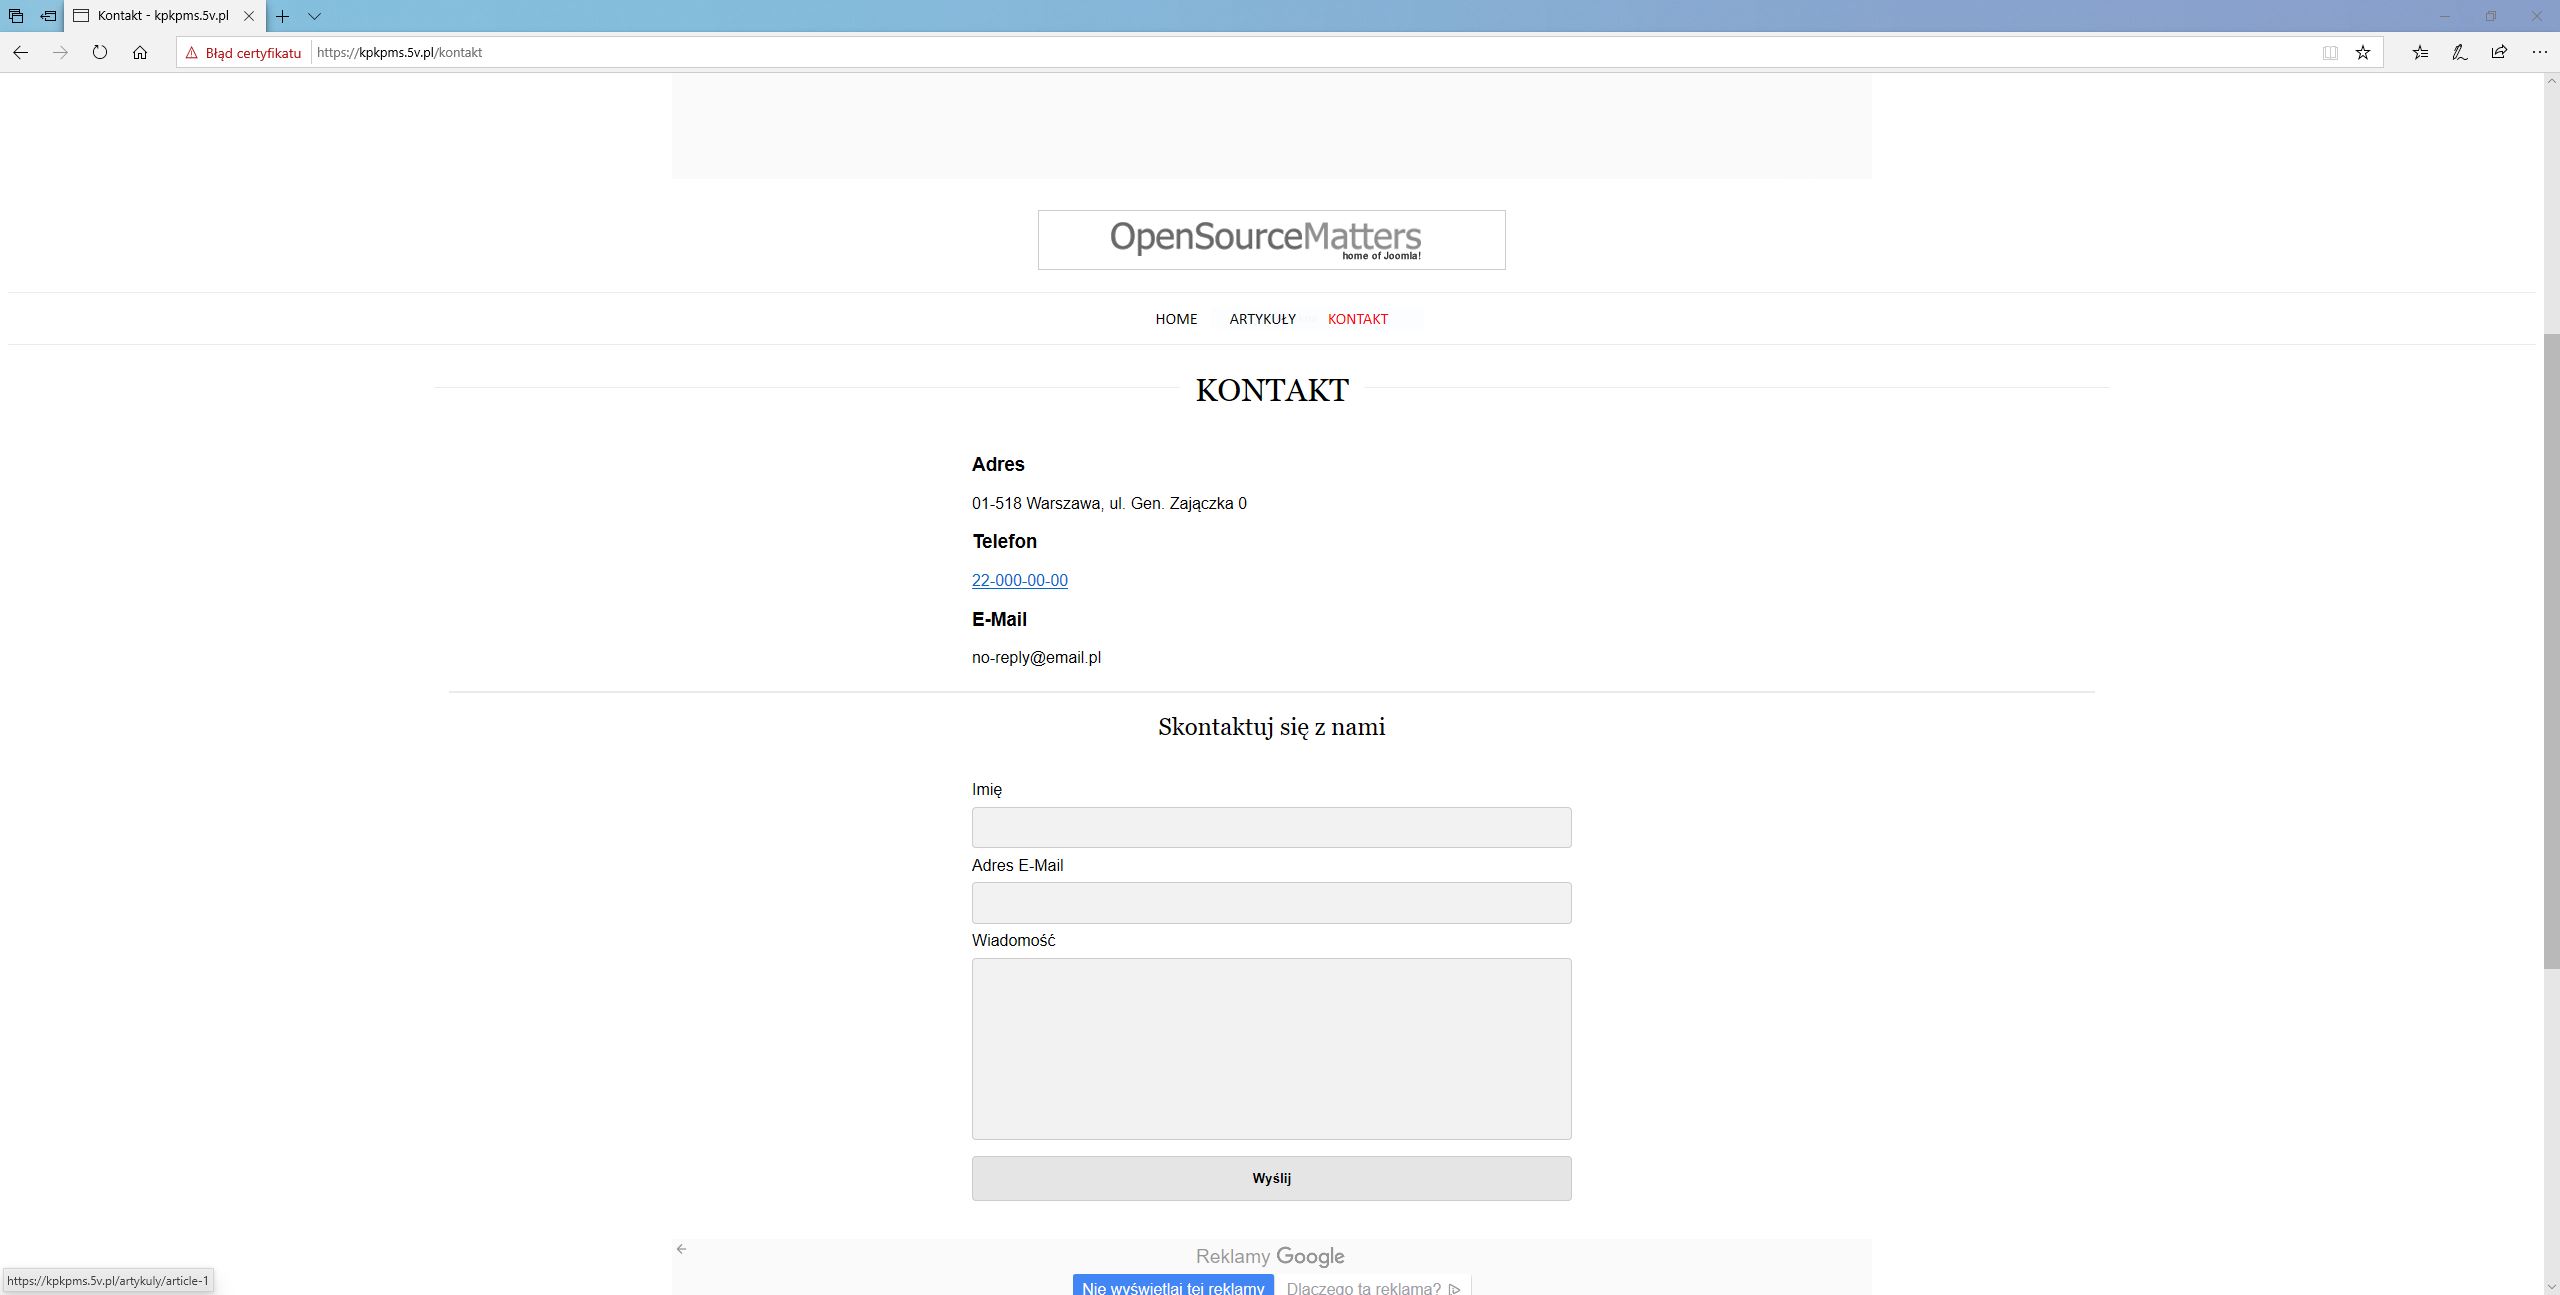 Kontakt - kpkpms.5v.pl
Błąd certyfikatu https://kpkpms.5v.pl/kontakt
OpenSourceMatters
home of Joomla!
HOME ARTYKUŁY KONTAKT
KONTAKT
Adres
01-518 Warszawa, ul. Gen. Zajączka 0
Telefon
22-000-00-00
E-Mail
no-reply@email.pl
Skontaktuj się z nami
Imię
Adres E-Mail
Wiadomość
Wyślij
Reklamy Google
Nie wyświetlaj tej reklamy Dlaczego ta reklama?
https://kpkpms.5v.pl/artykuly/article-1